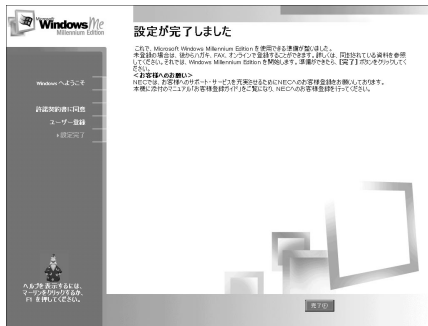 Microsoft
Windows Me
Millennium Edition
Windows へようこそ
許諾契約書に同意
ユーザー登録
設定完了
ヘルプを表示するには、
マーリンをクリックするか、
F1 を押してください。
設定が完了しました
これで、Microsoft Windows Millennium Edition を使用できる準備が整いました。
未登録の場合は、後からハガキ、FAX、オンラインで登録することができます。詳しくは、同梱されている資料を参照
してください。それでは、Windows Millennium Edition を開始します。準備ができたら、[完了] ボタンをクリックしてく
ださい。
<お客様へのお願い>
NECでは、お客様へのサポート・サービスを充実させるためにNECへのお客様登録をお願いしております。
本機に添付のマニュアル「お客様登録ガイド」をご覧になり、NECへのお客様登録を行ってください。
完了(F)